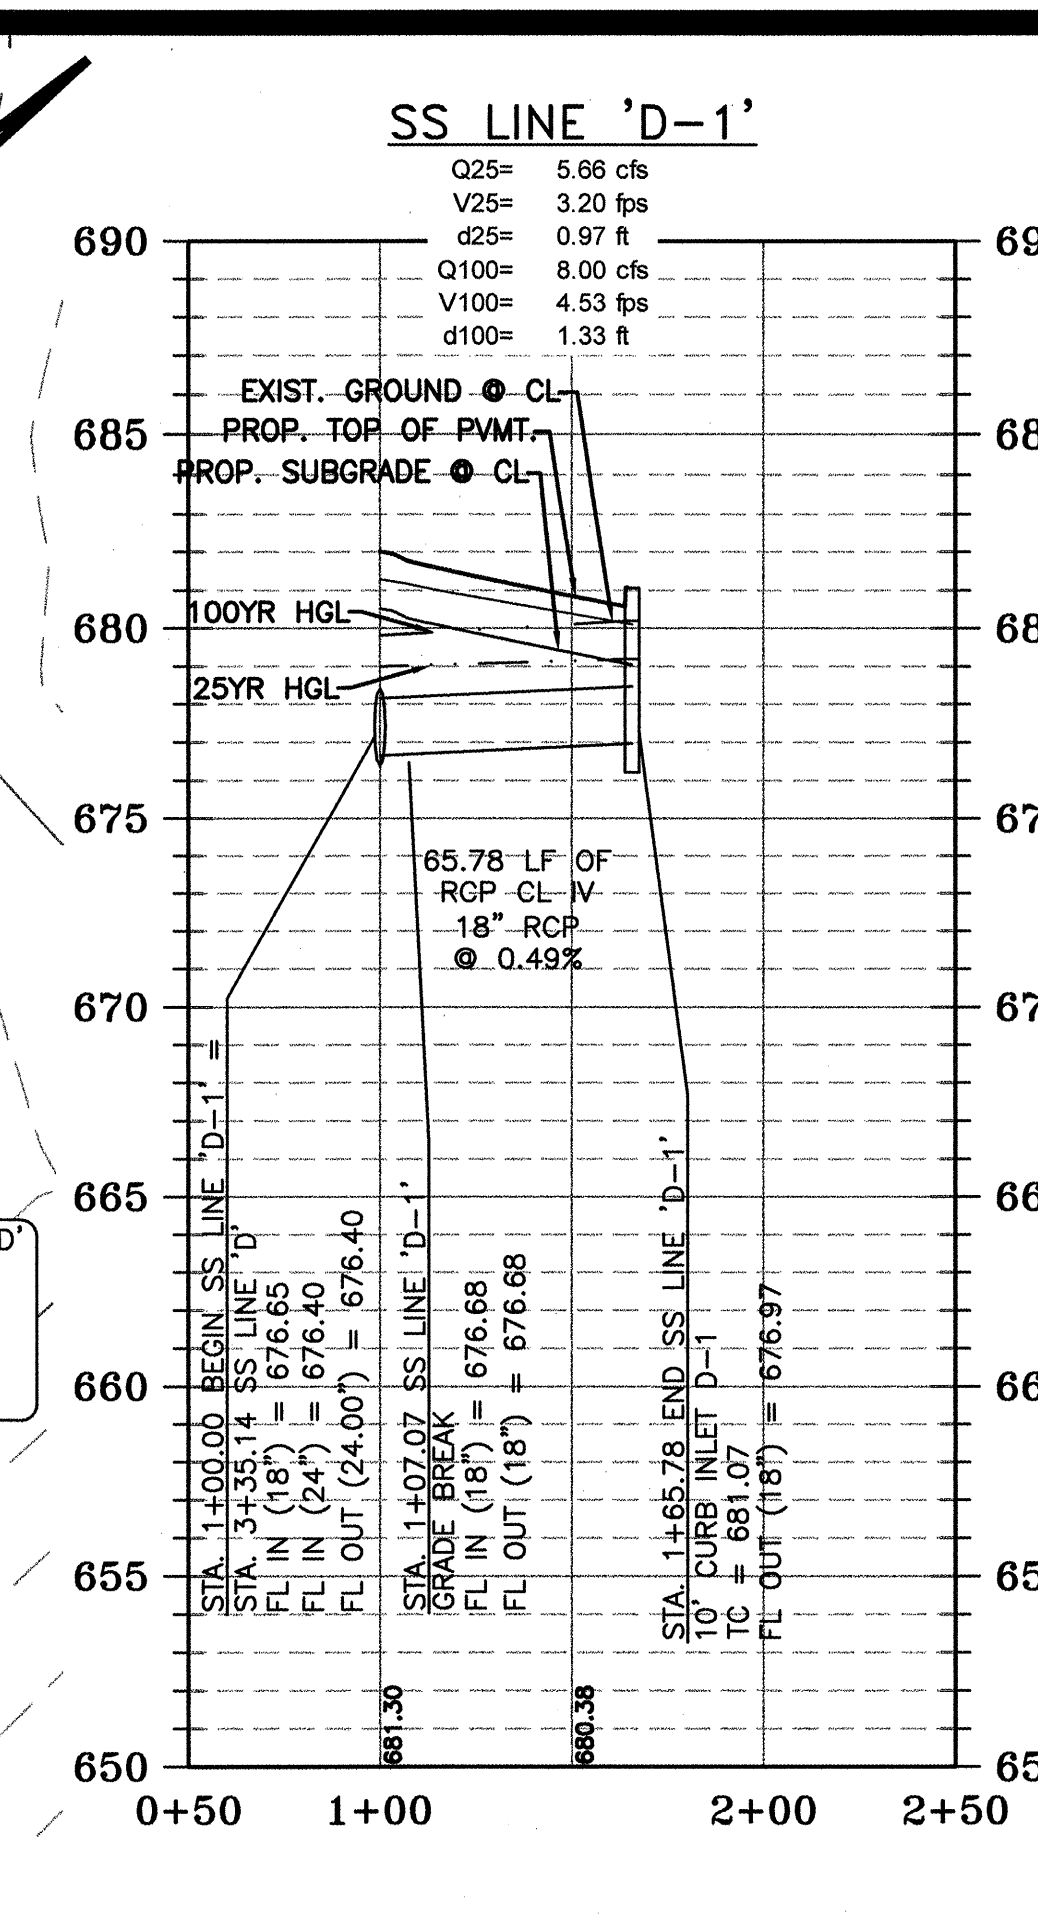 SS LINE 'D-1'
Q25= 5.66 cfs
V25= 3.20 fps
d25= 0.97 ft
Q100= 8.00 cfs
V100= 4.53 fps
d100= 1.33 ft
690
EXIST. GROUND @ CL
PROP. TOP OF PVMT.
685
PROP. SUBGRADE @ CL
100YR HGL
680
25YR HGL
675
65.78 LF OF
RCP CL IV
18" RCP
@ 0.49%
670
665
660
655
650
STA. 1+00.00 BEGIN SS LINE 'D-1' =
STA. 3+35.14 SS LINE 'D'
FL IN (18") = 676.65
FL IN (24") = 676.40
FL OUT (24.00") = 676.40
STA. 1+07.07 SS LINE 'D-1'
GRADE BREAK
FL IN (18") = 676.68
FL OUT (18") = 676.68
STA. 1+65.78 END SS LINE 'D-1'
10' CURB INLET D-1
TC = 681.07
FL OUT (18") = 676.97
681.30
680.38
0+50 1+00 2+00 2+50
D'